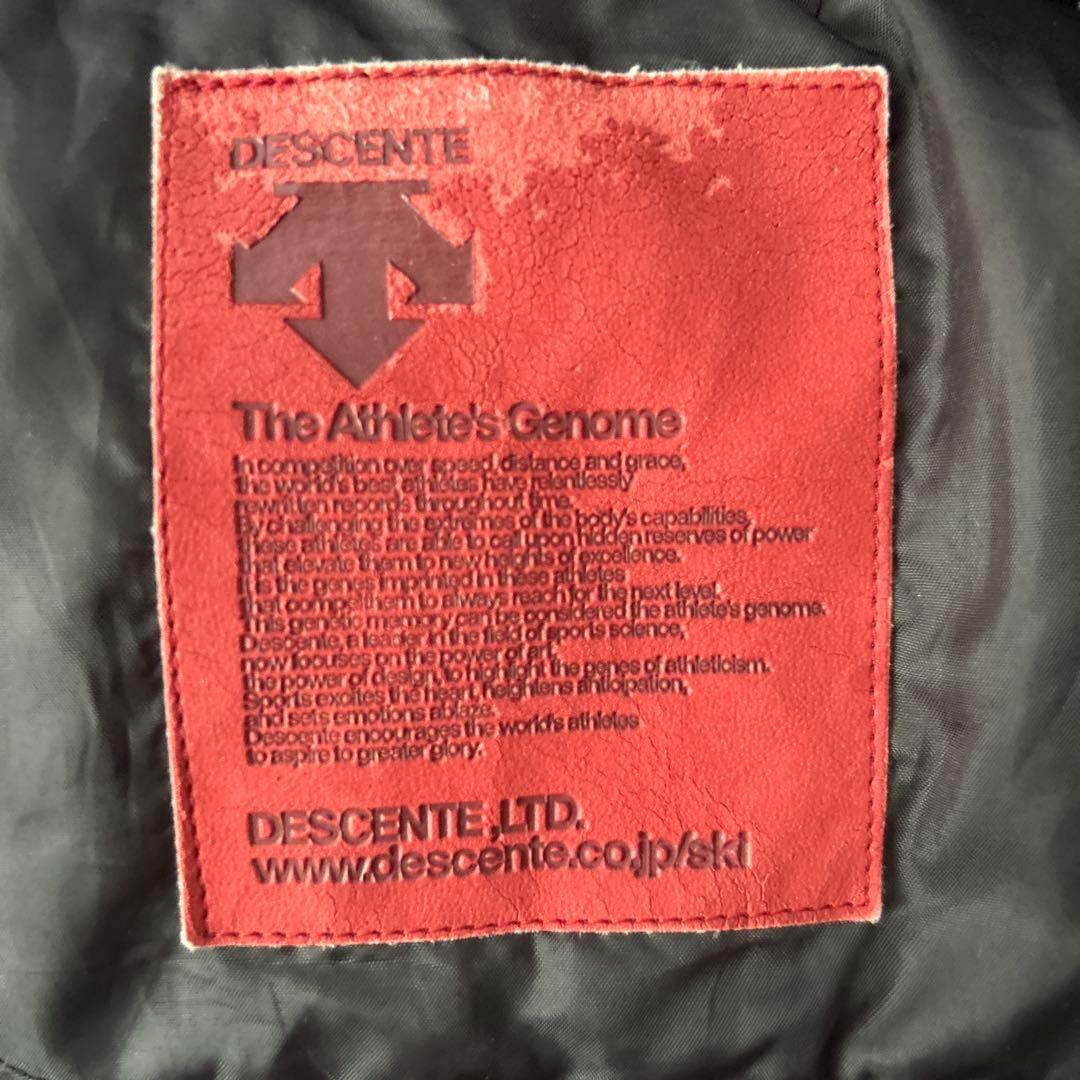 DESCENTE
The Athlete's Genome
In competition over speed, distance and grace,
the world's best athletes have relentlessly
rewritten records throughout time.
By challenging the extremes of the body's capabilities,
these athletes are able to call upon hidden reserves of power
that elevate them to new heights of excellence.
It is the genes imprinted in these athletes
that compel them to always reach for the next level.
This genetic memory can be considered the athlete's genome.
Descente, a leader in the field of sports science,
now focuses on the power of art,
the power of design, to highlight the genes of athleticism.
Sports excites the heart, heightens anticipation,
and sets emotions ablaze.
Descente encourages the world's athletes
to aspire to greater glory.
DESCENTE,LTD.
www.descente.co.jp/ski